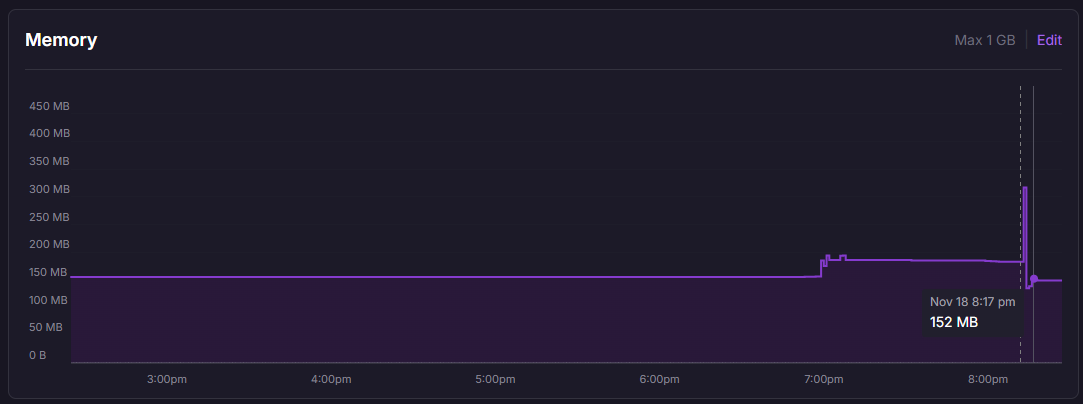 Memory
Max 1 GB
Edit
450 MB
400 MB
350 MB
300 MB
250 MB
200 MB
150 MB
100 MB
50 MB
0 B
Nov 18 8:17 pm
152 MB
3:00pm
4:00pm
5:00pm
6:00pm
7:00pm
8:00pm